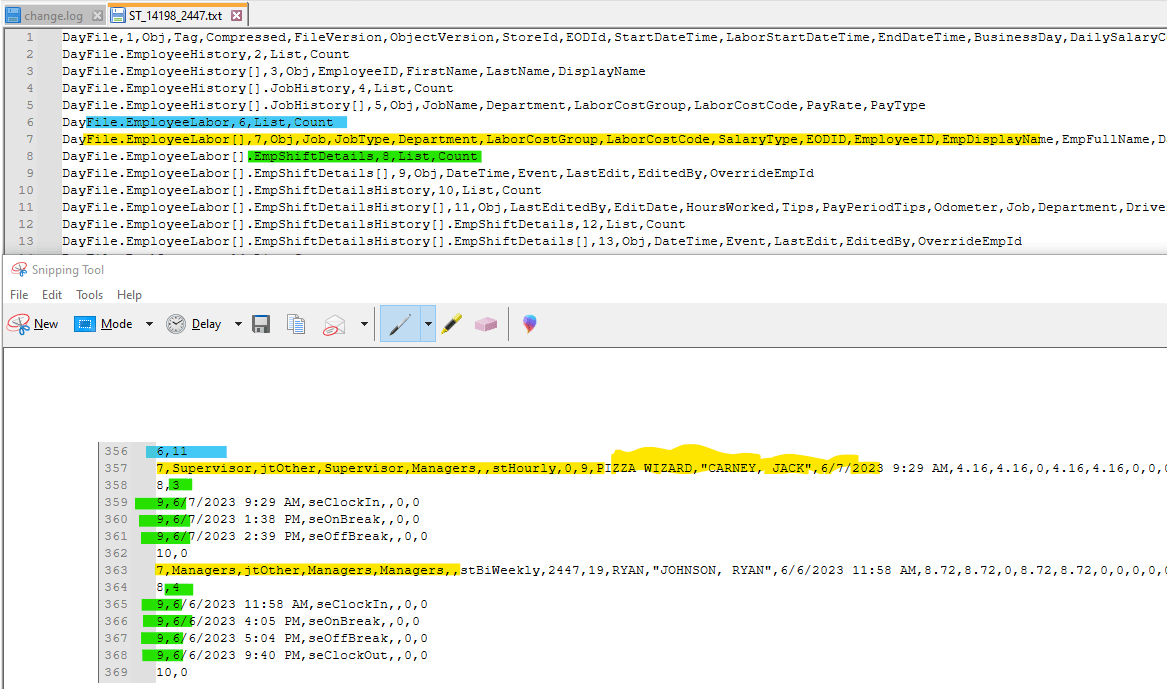 change.log
ST_14198_2447.txt
1 DayFile,1,Obj,Tag,Compressed,FileVersion,ObjectVersion,StoreId,EODId,StartDateTime,LaborStartDateTime,EndDateTime,BusinessDay,DailySalaryC
2 DayFile.EmployeeHistory,2,List,Count
3 DayFile.EmployeeHistory[],3,Obj,EmployeeID,FirstName,LastName,DisplayName
4 DayFile.EmployeeHistory[].JobHistory,4,List,Count
5 DayFile.EmployeeHistory[].JobHistory[],5,Obj,JobName,Department,LaborCostGroup,LaborCostCode,PayRate,PayType
6 DayFile.EmployeeLabor,6,List,Count
7 DayFile.EmployeeLabor[],7,Obj,Job,JobType,Department,LaborCostGroup,LaborCostCode,SalaryType,EODID,EmployeeID,EmpDisplayName,EmpFullName,D
8 DayFile.EmployeeLabor[].EmpShiftDetails,8,List,Count
9 DayFile.EmployeeLabor[].EmpShiftDetails[],9,Obj,DateTime,Event,LastEdit,EditedBy,OverrideEmpId
10 DayFile.EmployeeLabor[].EmpShiftDetailsHistory,10,List,Count
11 DayFile.EmployeeLabor[].EmpShiftDetailsHistory[],11,Obj,LastEditedBy,EditDate,HoursWorked,Tips,PayPeriodTips,Odometer,Job,Department,Drive
12 DayFile.EmployeeLabor[].EmpShiftDetailsHistory[].EmpShiftDetails,12,List,Count
13 DayFile.EmployeeLabor[].EmpShiftDetailsHistory[].EmpShiftDetails[],13,Obj,DateTime,Event,LastEdit,EditedBy,OverrideEmpId
Snipping Tool
File Edit Tools Help
New Mode Delay
356 6,11
357 7,Supervisor,jtOther,Supervisor,Managers,,stHourly,0,9,PIZZA WIZARD,"CARNEY, JACK",6/7/2023 9:29 AM,4.16,4.16,0,4.16,4.16,0,0,0
358 8,3
359 9,6/7/2023 9:29 AM,seClockIn,,0,0
360 9,6/7/2023 1:38 PM,seOnBreak,,0,0
361 9,6/7/2023 2:39 PM,seOffBreak,,0,0
362 10,0
363 7,Managers,jtOther,Managers,Managers,,stBiWeekly,2447,19,RYAN,"JOHNSON, RYAN",6/6/2023 11:58 AM,8.72,8.72,0,8.72,8.72,0,0,0,0,0
364 8,4
365 9,6/6/2023 11:58 AM,seClockIn,,0,0
366 9,6/6/2023 4:05 PM,seOnBreak,,0,0
367 9,6/6/2023 5:04 PM,seOffBreak,,0,0
368 9,6/6/2023 9:40 PM,seClockOut,,0,0
369 10,0